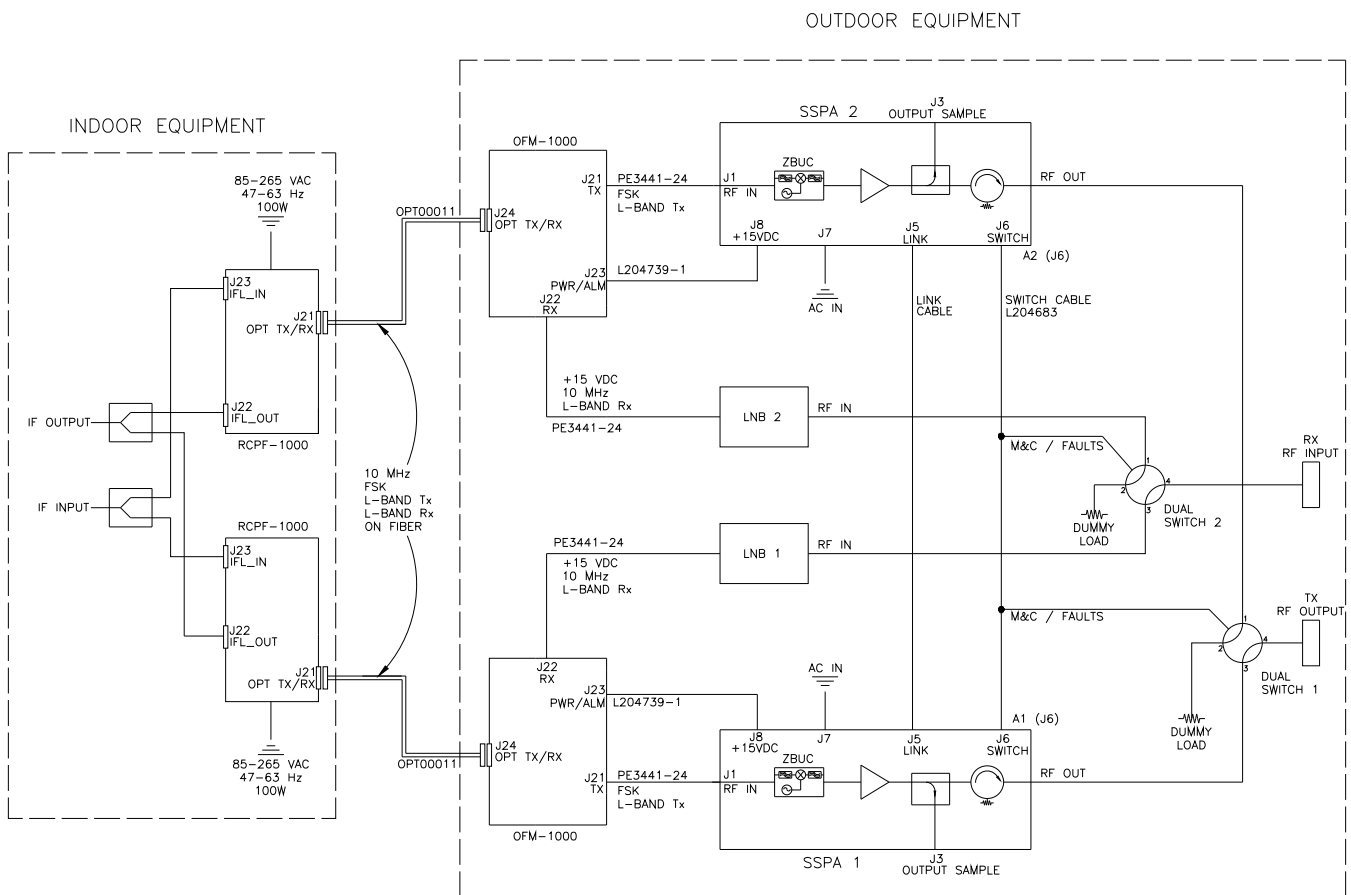 OUTDOOR EQUIPMENT
INDOOR EQUIPMENT
85-265 VAC
47-63 Hz
100W
J23
IFL_IN
J21
OPT TX/RX
J22
IFL_OUT
RCPF-1000
IF OUTPUT
IF INPUT
RCPF-1000
J23
IFL_IN
J22
IFL_OUT
J21
OPT TX/RX
85-265 VAC
47-63 Hz
100W
OPT00011
10 MHz
FSK
L-BAND Tx
L-BAND Rx
ON FIBER
OPT00011
OFM-1000
J24
OPT TX/RX
J21
TX
J23
PWR/ALM
J22
RX
PE3441-24
FSK
L-BAND Tx
L204739-1
SSPA 2
J3
OUTPUT SAMPLE
J1
RF IN
ZBUC
RF OUT
J8
+15VDC
J7
J5
LINK
J6
SWITCH
A2 (J6)
AC IN
LINK
CABLE
SWITCH CABLE
L204683
+15 VDC
10 MHz
L-BAND Rx
PE3441-24
LNB 2
RF IN
M&C / FAULTS
1
2
4
3
DUAL
SWITCH 2
DUMMY
LOAD
RX
RF INPUT
PE3441-24
+15 VDC
10 MHz
L-BAND Rx
LNB 1
RF IN
M&C / FAULTS
1
2
4
3
DUAL
SWITCH 1
DUMMY
LOAD
TX
RF OUTPUT
J22
RX
J23
PWR/ALM
J24
OPT TX/RX
J21
TX
OFM-1000
L204739-1
PE3441-24
FSK
L-BAND Tx
AC IN
A1 (J6)
J8
+15VDC
J7
J5
LINK
J6
SWITCH
ZBUC
J1
RF IN
RF OUT
SSPA 1
J3
OUTPUT SAMPLE